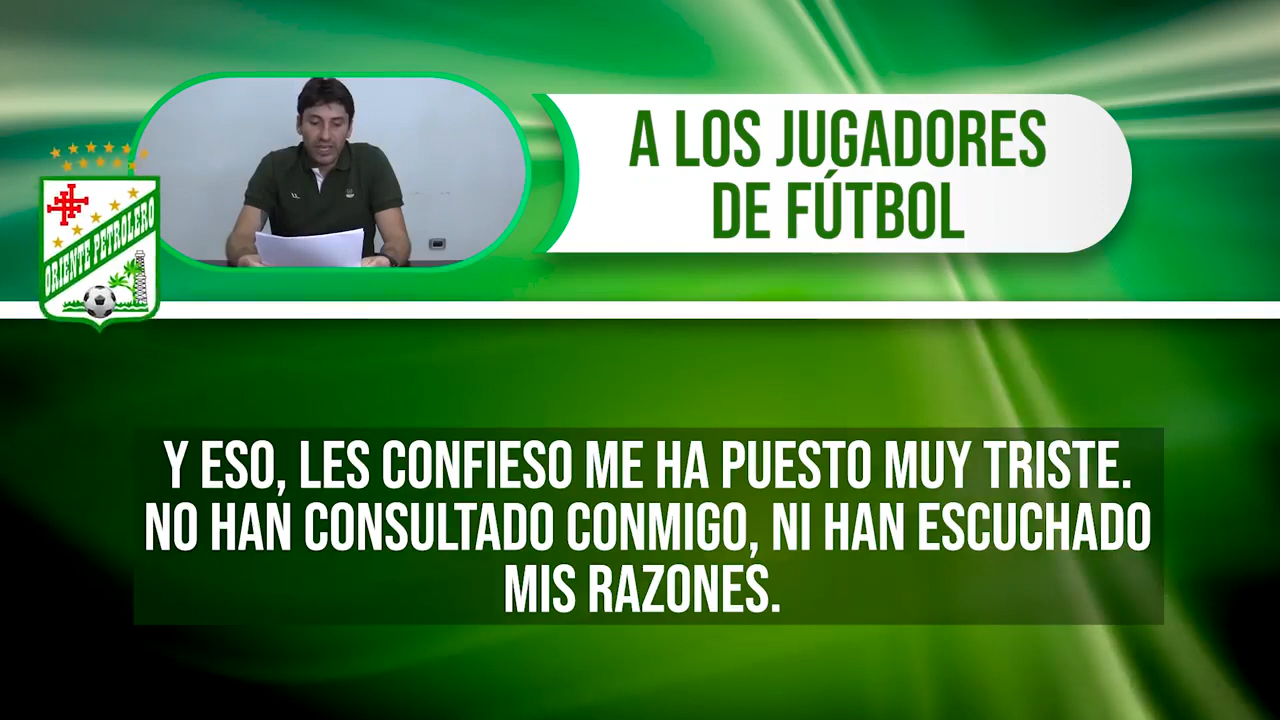 A LOS JUGADORES
DE FÚTBOL
ORIENTE PETROLERO
Y ESO, LES CONFIESO ME HA PUESTO MUY TRISTE.
NO HAN CONSULTADO CONMIGO, NI HAN ESCUCHADO
MIS RAZONES.